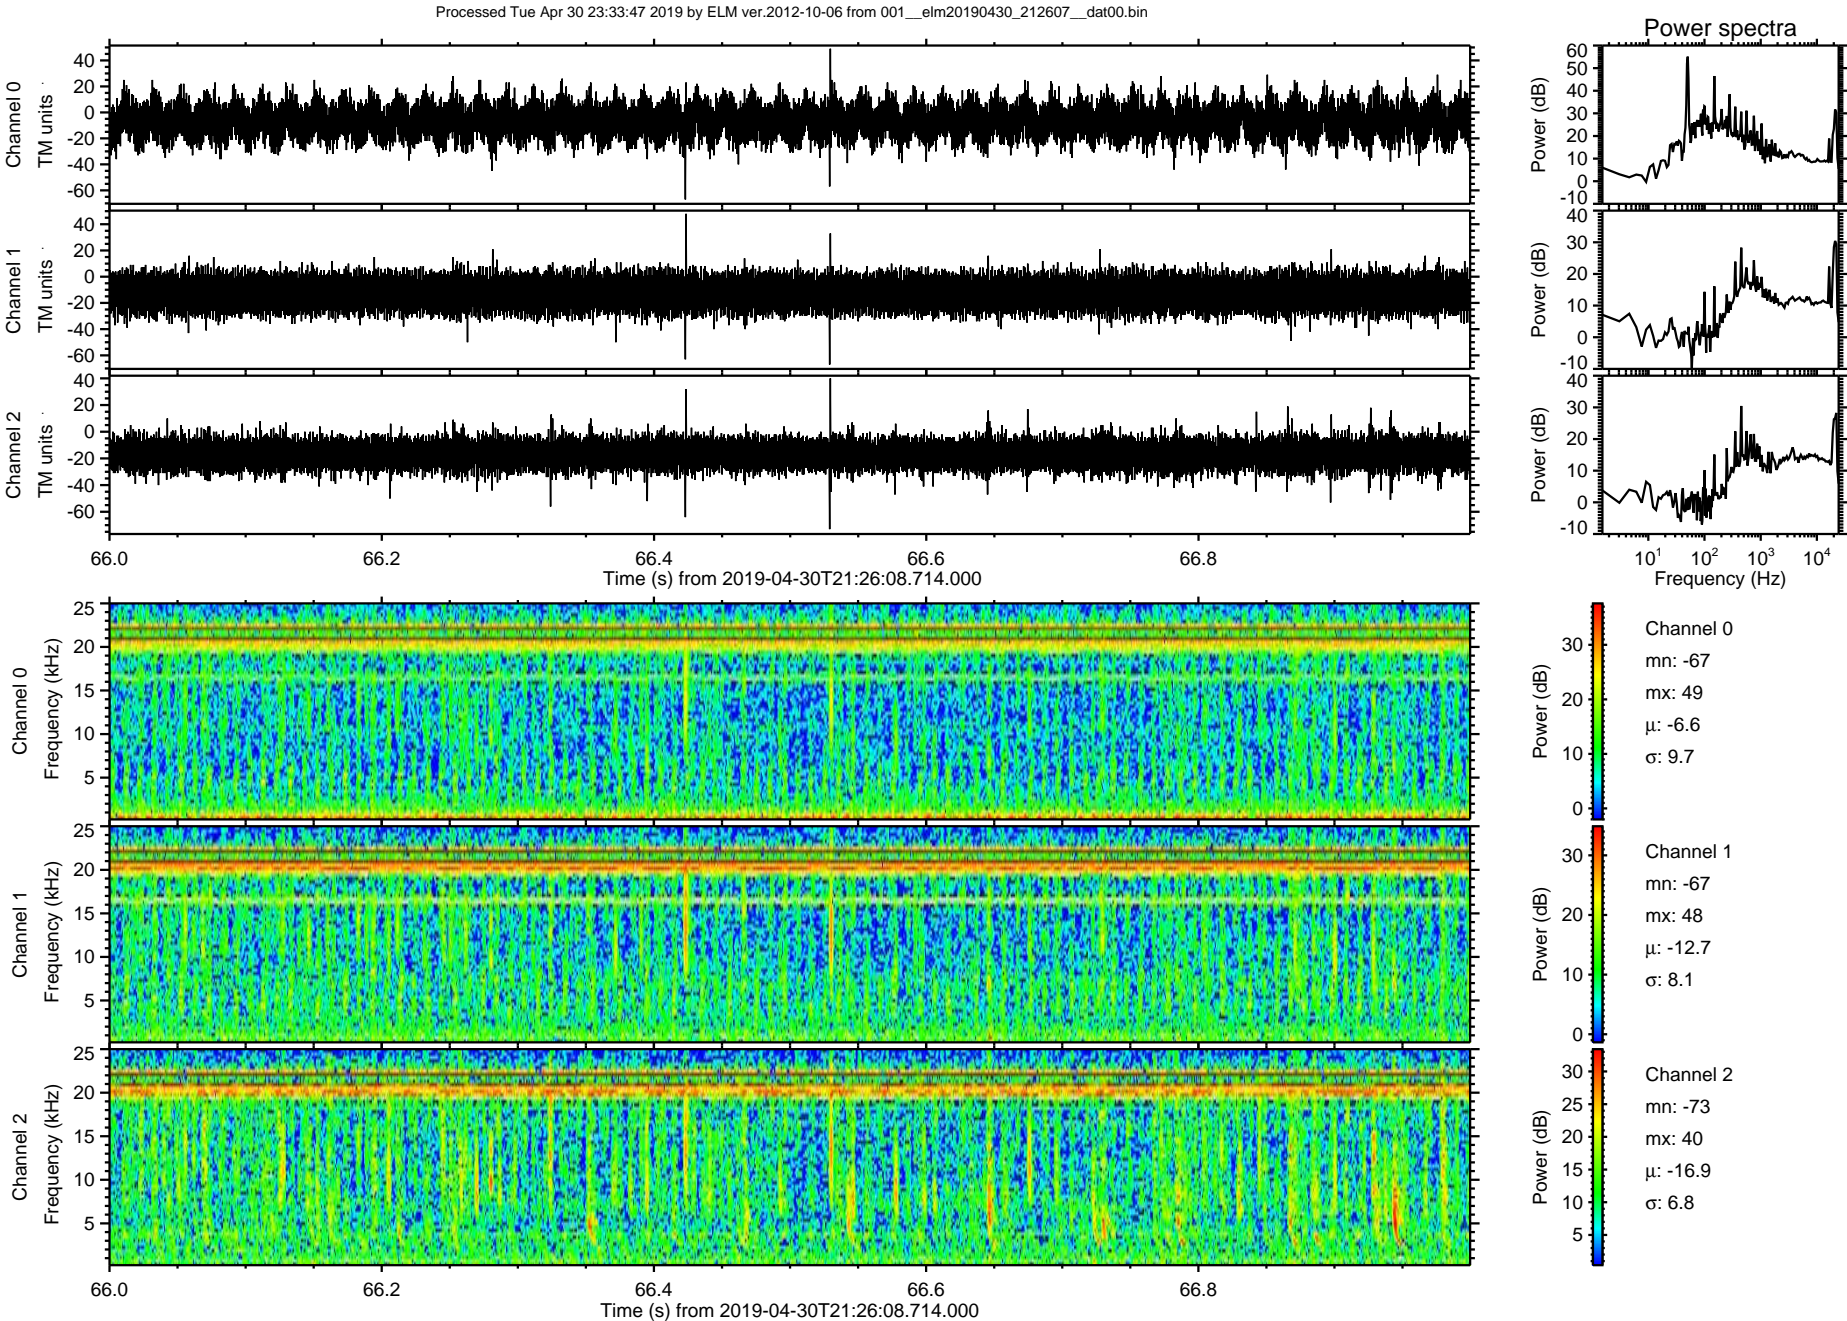 Processed Tue Apr 30 23:33:47 2019 by ELM ver.2012-10-06 from 001__elm20190430_212607__dat00.bin
Power spectra
Channel 0
TM units
40
20
0
-20
-40
-60
Power (dB)
60
50
40
30
20
10
0
-10
Channel 1
TM units
40
20
0
-20
-40
-60
Power (dB)
40
30
20
10
0
-10
Channel 2
TM units
40
20
0
-20
-40
-60
Power (dB)
40
30
20
10
0
-10
66.0 66.2 66.4 66.6 66.8
Time (s) from 2019-04-30T21:26:08.714.000
10¹ 10² 10³ 10⁴
Frequency (Hz)
Channel 0
Frequency (kHz)
25
20
15
10
5
Power (dB)
30
20
10
0
Channel 0
mn: -67
mx: 49
μ: -6.6
σ: 9.7
Channel 1
Frequency (kHz)
25
20
15
10
5
Power (dB)
30
20
10
0
Channel 1
mn: -67
mx: 48
μ: -12.7
σ: 8.1
Channel 2
Frequency (kHz)
25
20
15
10
5
Power (dB)
30
25
20
15
10
5
Channel 2
mn: -73
mx: 40
μ: -16.9
σ: 6.8
66.0 66.2 66.4 66.6 66.8
Time (s) from 2019-04-30T21:26:08.714.000